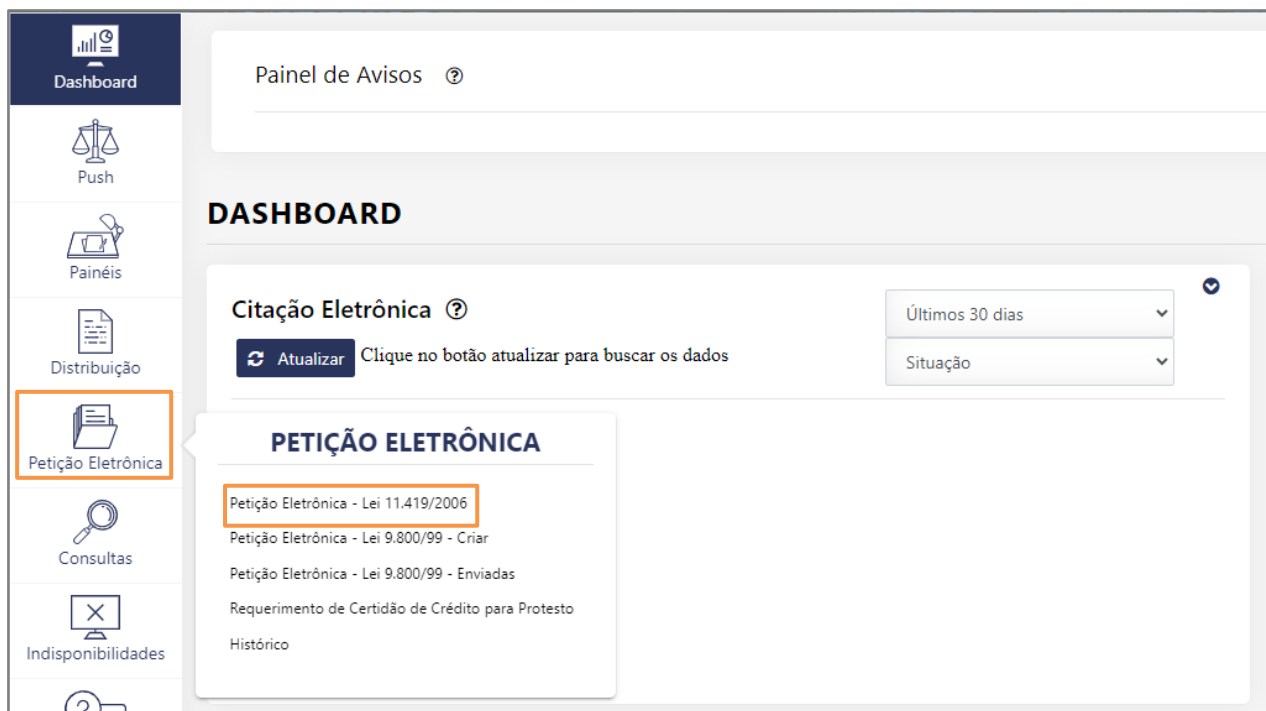 Dashboard
Push
Painéis
Distribuição
Petição Eletrônica
Consultas
Indisponibilidades
Painel de Avisos
DASHBOARD
Citação Eletrônica
Últimos 30 dias
Atualizar Clique no botão atualizar para buscar os dados
Situação
PETIÇÃO ELETRÔNICA
Petição Eletrônica - Lei 11.419/2006
Petição Eletrônica - Lei 9.800/99 - Criar
Petição Eletrônica - Lei 9.800/99 - Enviadas
Requerimento de Certidão de Crédito para Protesto
Histórico